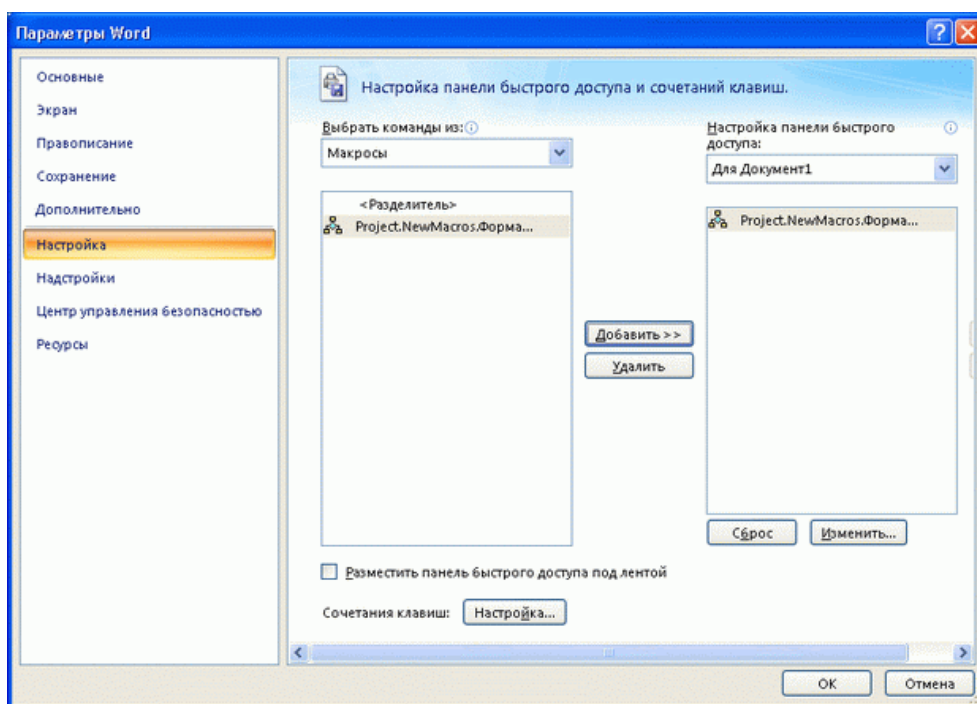 Параметры Word
Основные
Экран
Правописание
Сохранение
Дополнительно
Настройка
Надстройки
Центр управления безопасностью
Ресурсы
Настройка панели быстрого доступа и сочетаний клавиш.
Выбрать команды из:
Макросы
<Разделитель>
Project.NewMacros.Форма...
Добавить >>
Удалить
Настройка панели быстрого
доступа:
Для Документ1
Project.NewMacros.Форма...
Сброс
Изменить...
Разместить панель быстрого доступа под лентой
Сочетания клавиш:
Настройка...
ОК
Отмена